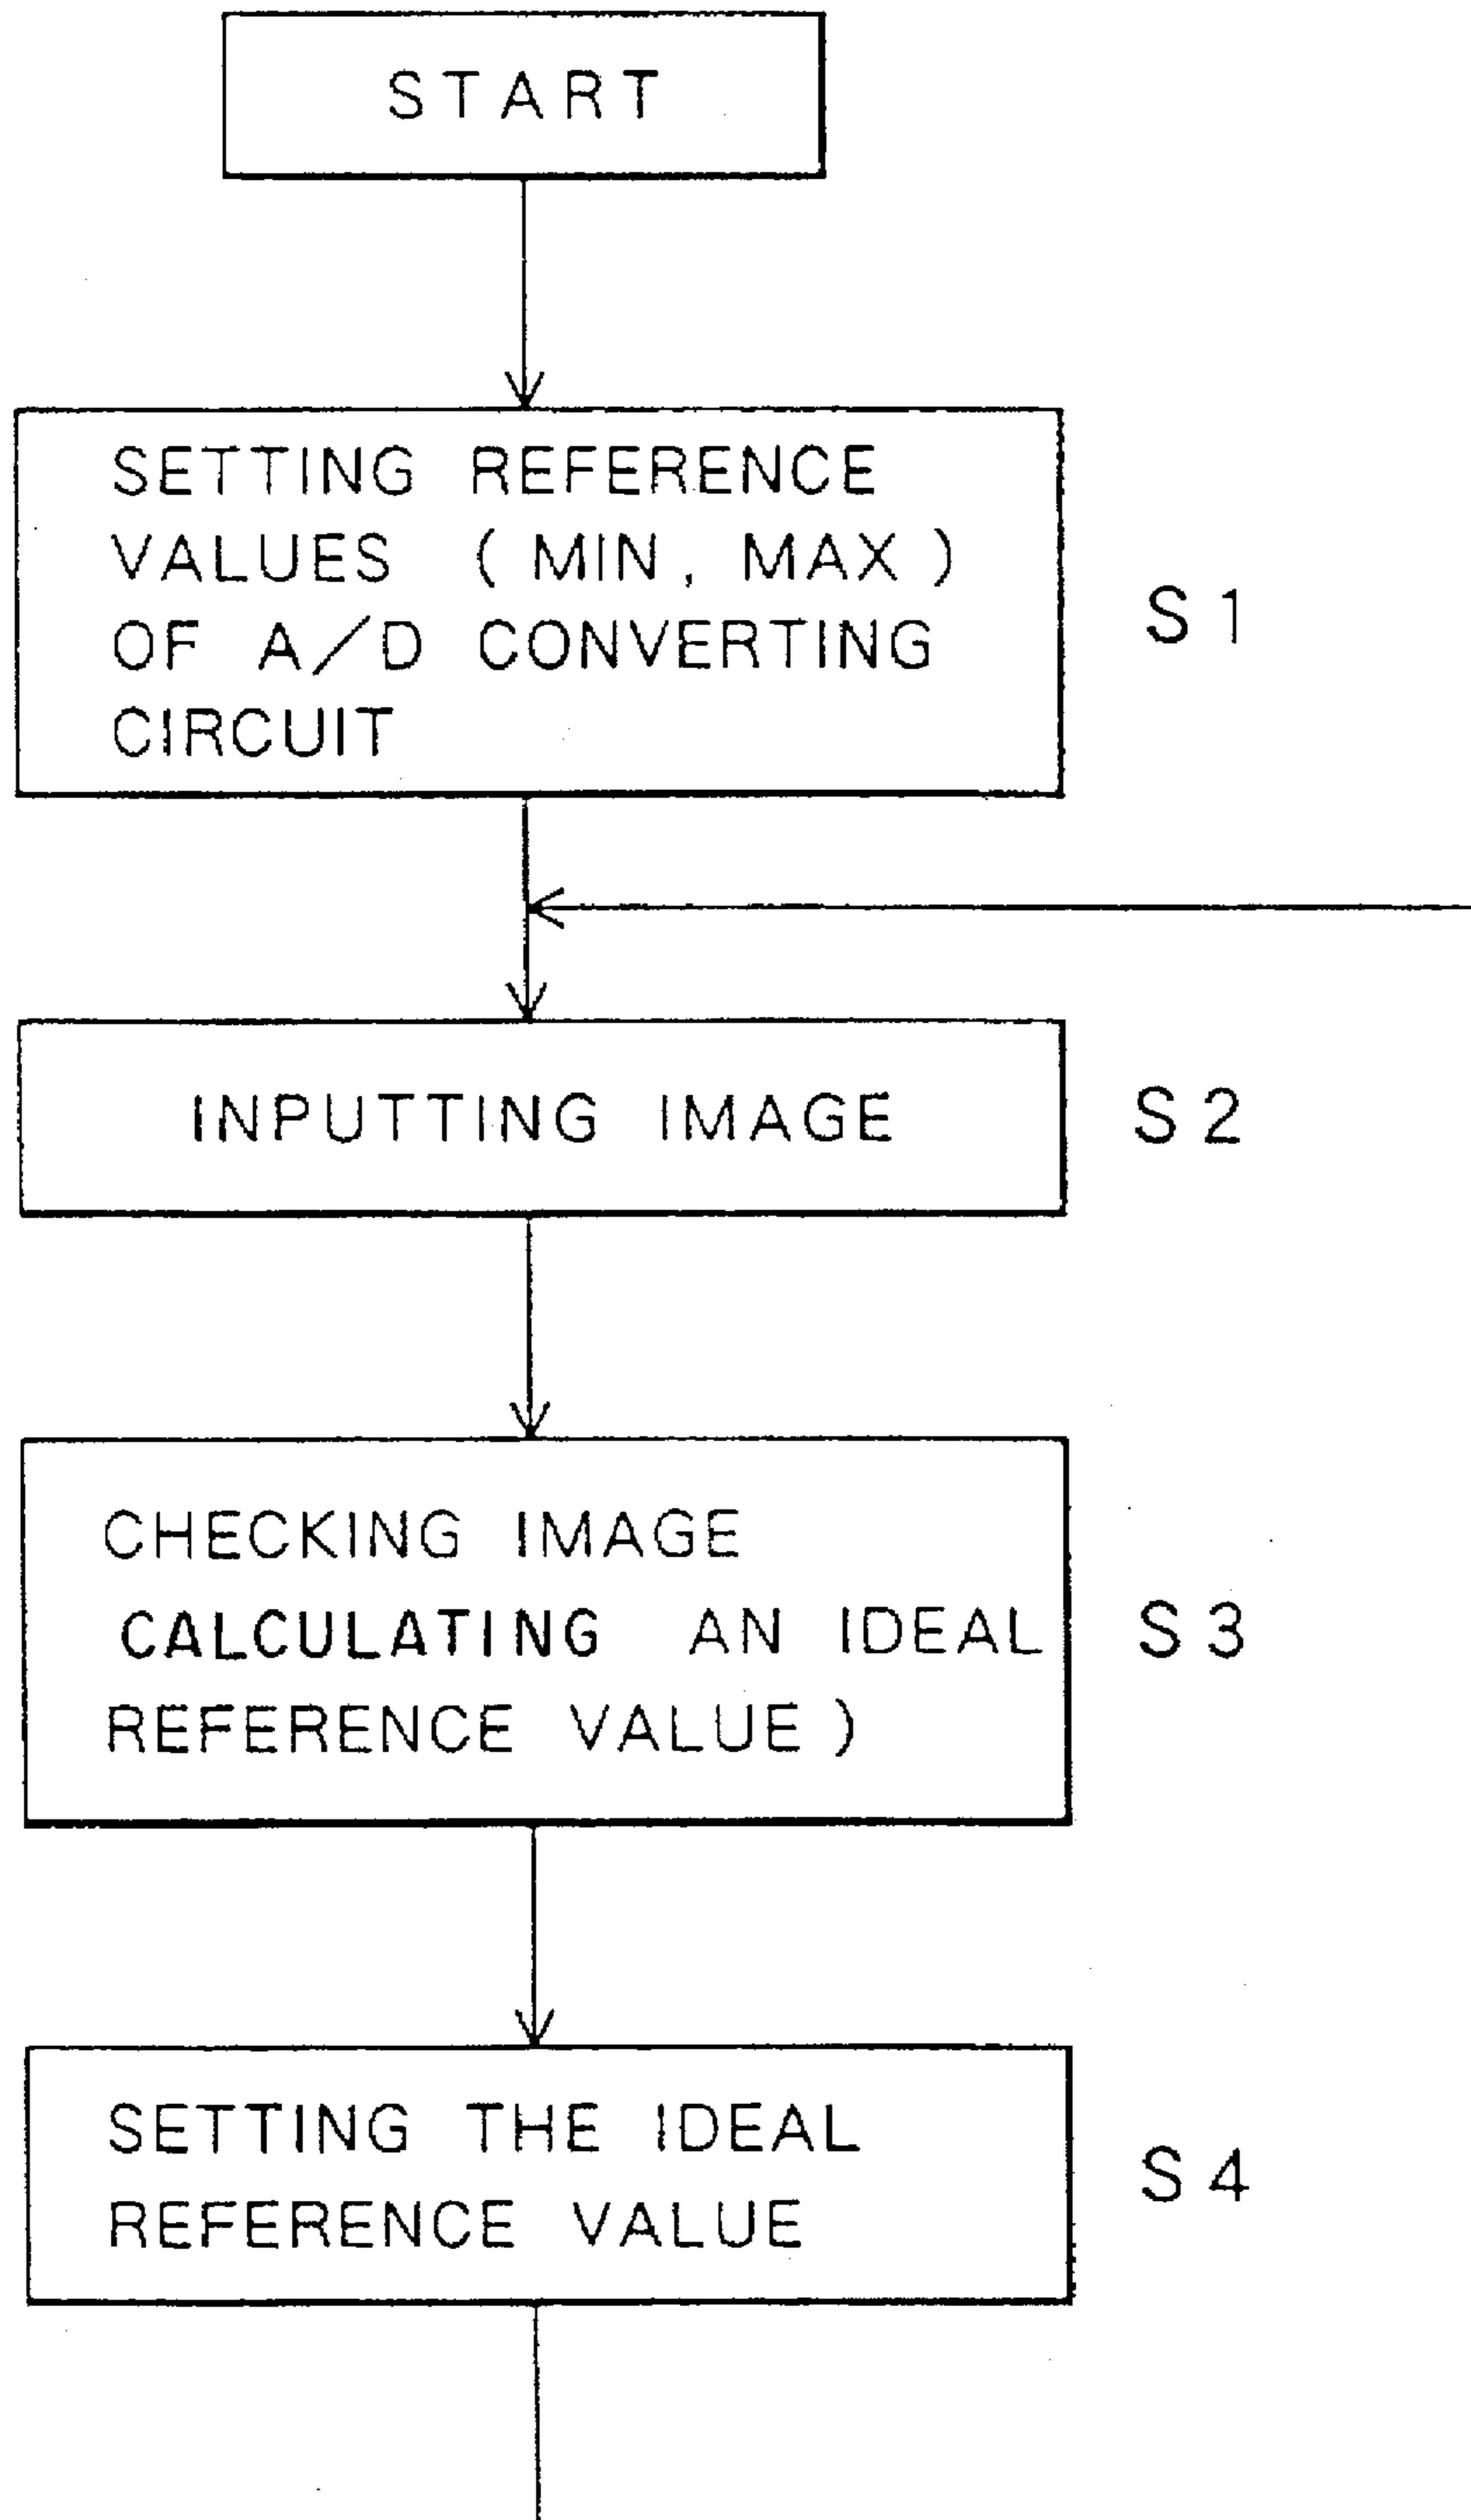 START
SETTING REFERENCE
VALUES (MIN, MAX)
OF A/D CONVERTING
CIRCUIT
S1
INPUTTING IMAGE
S2
CHECKING IMAGE
CALCULATING AN IDEAL
REFERENCE VALUE)
S3
SETTING THE IDEAL
REFERENCE VALUE
S4